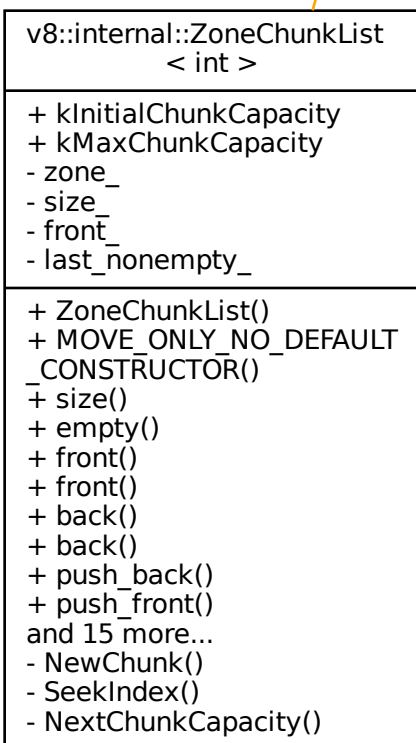 v8::internal::ZoneChunkList
< int >
+ kInitialChunkCapacity
+ kMaxChunkCapacity
- zone_
- size_
- front_
- last_nonempty_
+ ZoneChunkList()
+ MOVE_ONLY_NO_DEFAULT
_CONSTRUCTOR()
+ size()
+ empty()
+ front()
+ front()
+ back()
+ back()
+ push_back()
+ push_front()
and 15 more...
- NewChunk()
- SeekIndex()
- NextChunkCapacity()